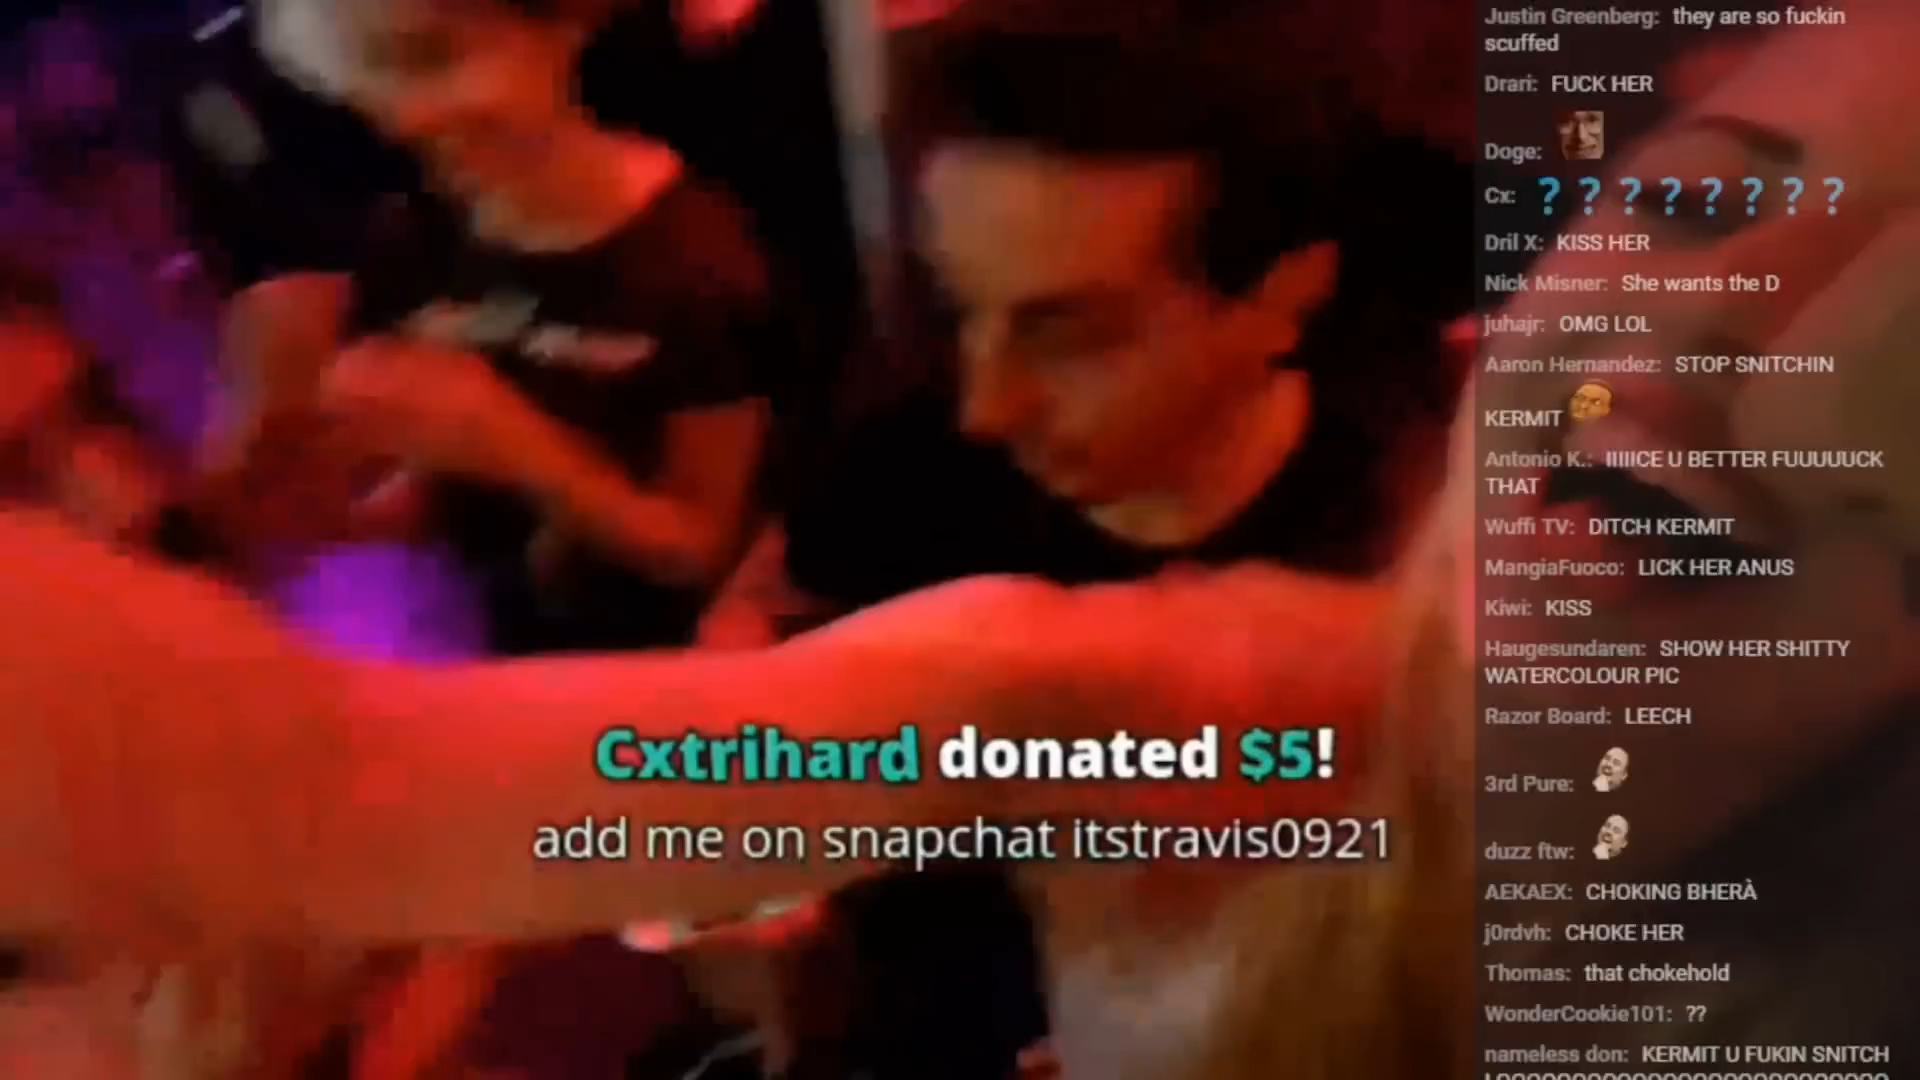 Justin Greenberg: they are so fuckin
scuffed
Drari: FUCK HER
Doge:
Cx: ? ? ? ? ? ? ? ?
Dril X: KISS HER
Nick Misner: She wants the D
juhajr: OMG LOL
Aaron Hernandez: STOP SNITCHIN
KERMIT
Antonio K.: IIIIICE U BETTER FUUUUUCK
THAT
Wuffi TV: DITCH KERMIT
MangiaFuoco: LICK HER ANUS
Kiwi: KISS
Haugesundaren: SHOW HER SHITTY
WATERCOLOUR PIC
Razor Board: LEECH
3rd Pure:
duzz ftw:
AEKAEX: CHOKING BHERÀ
j0rdvh: CHOKE HER
Thomas: that chokehold
WonderCookie101: ??
nameless don: KERMIT U FUKIN SNITCH
Cxtrihard donated $5!
add me on snapchat itstravis0921